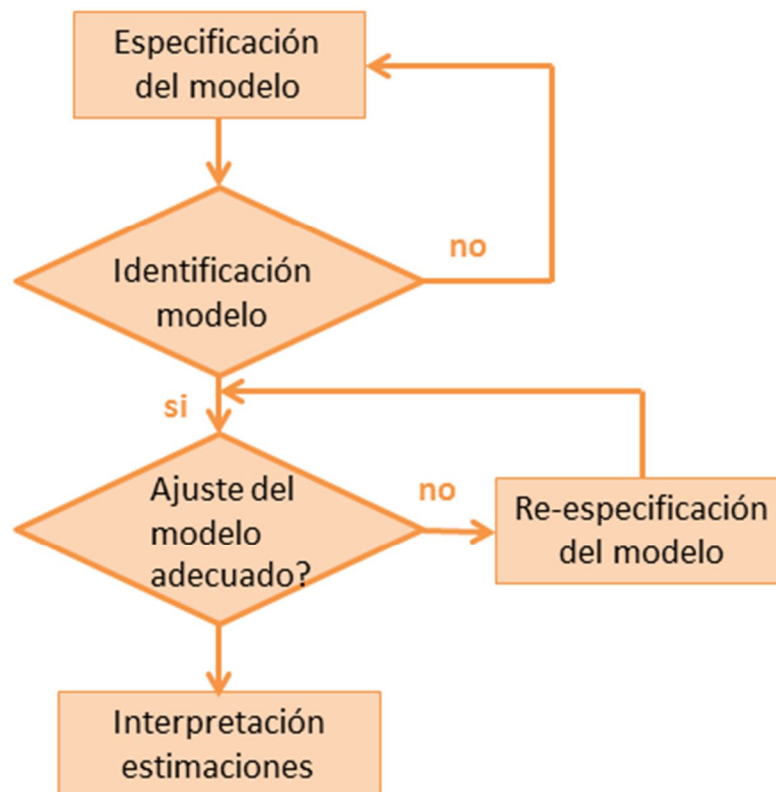 Especificación
del modelo
Identificación
modelo
no
si
Ajuste del
modelo
adecuado?
no
Re-especificación
del modelo
Interpretación
estimaciones